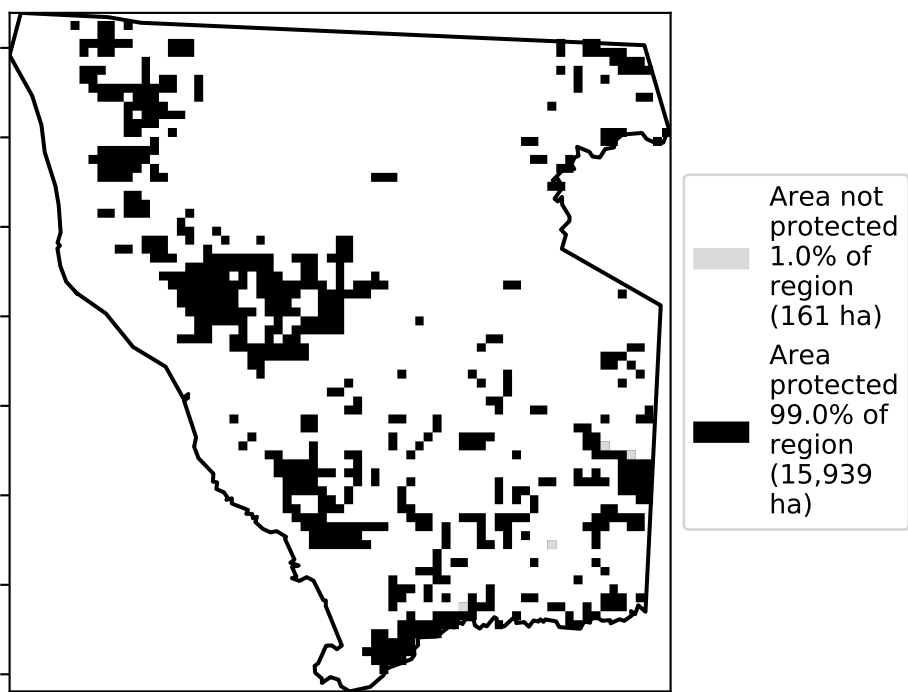 Area not
protected
1.0% of
region
(161 ha)
Area
protected
99.0% of
region
(15,939
ha)